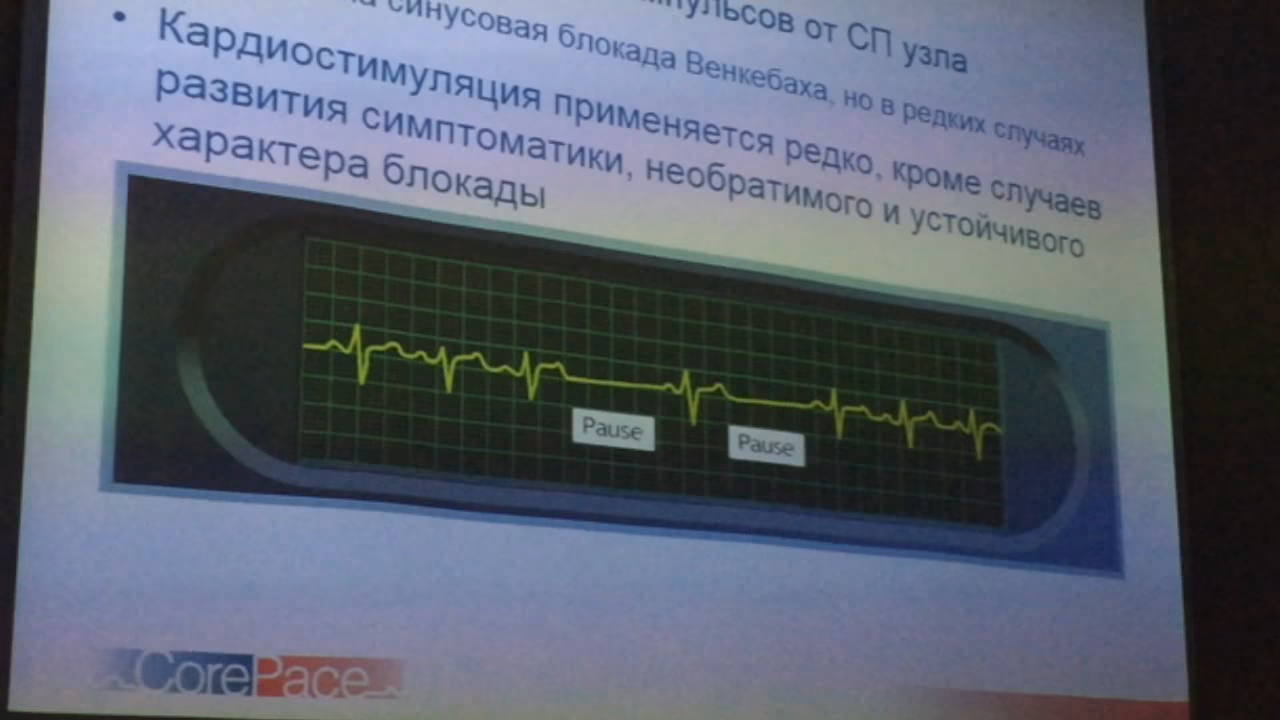 от СП узла
синусовая блокада Венкебаха, но в редких случаях
• Кардиостимуляция применяется редко, кроме случаев
развития симптоматики, необратимого и устойчивого
характера блокады
Pause
Pause
CorePace